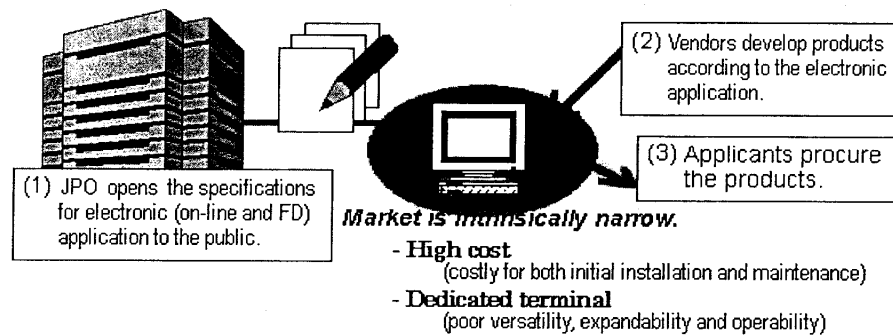 (1) JPO opens the specifications
for electronic (on-line and FD)
application to the public.
(2) Vendors develop products
according to the electronic
application.
(3) Applicants procure
the products.
Market is intrinsically narrow.
- High cost
(costly for both initial installation and maintenance)
- Dedicated terminal
(poor versatility, expandability and operability)